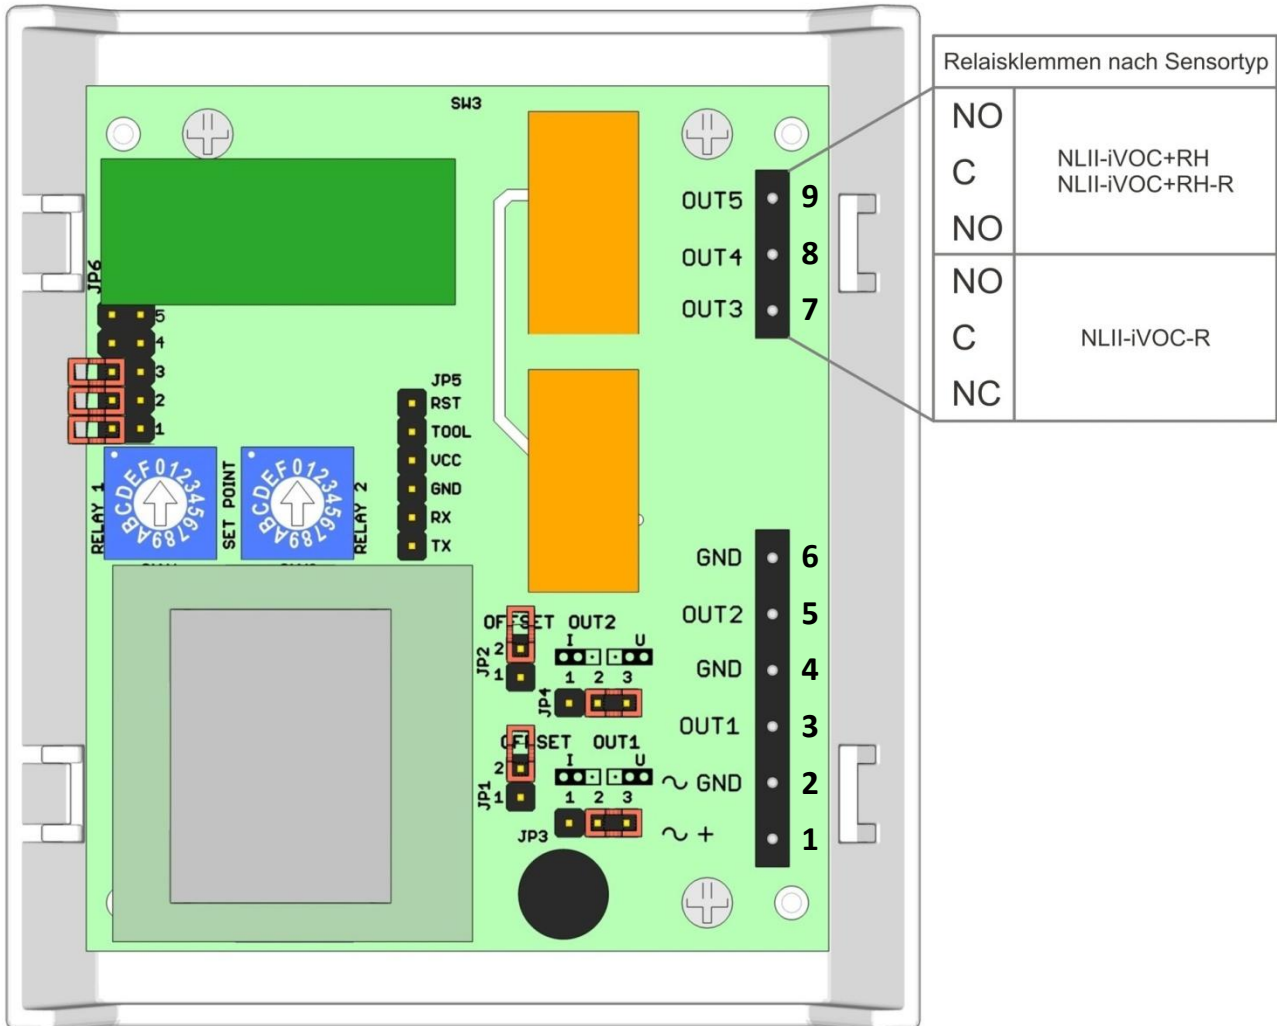 SW3
Relaisklemmen nach Sensortyp
NO
C
NO
NLII-iVOC+RH
NLII-iVOC+RH-R
NO
C
NC
NLII-iVOC-R
OUT5 9
OUT4 8
OUT3 7
JP6
5
4
3
2
1
JP5
RST
TOOL
VCC
GND
RX
TX
RELAY 1
0123456789ABCDEF
SET POINT
0123456789ABCDEF
RELAY 2
GND 6
OUT2 5
GND 4
OUT1 3
~ GND 2
~ + 1
OFFSET OUT2
JP2
2
1
I U
1 2 3
JP4
OFFSET OUT1
JP1
2
1
I U
1 2 3
JP3